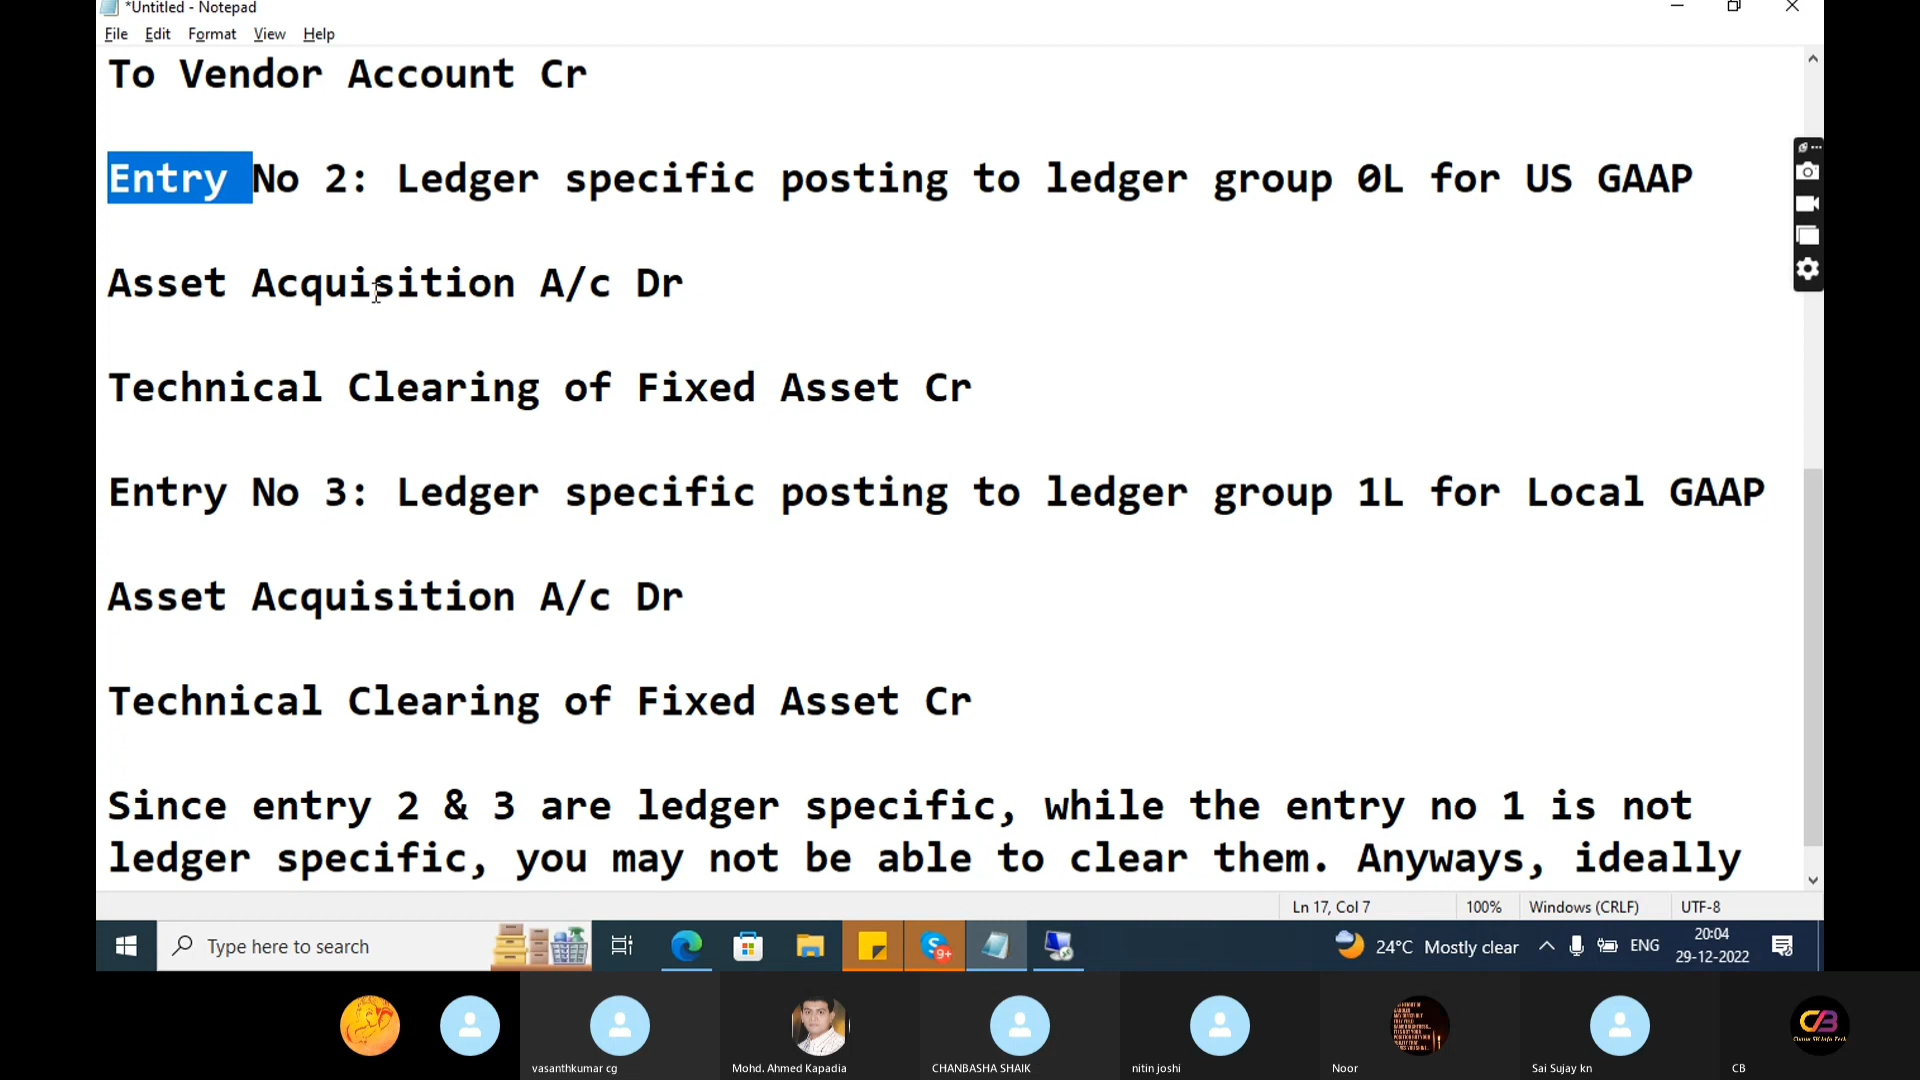 *Untitled - Notepad
File Edit Format View Help
To Vendor Account Cr
Entry No 2: Ledger specific posting to ledger group 0L for US GAAP
Asset Acquisition A/c Dr
Technical Clearing of Fixed Asset Cr
Entry No 3: Ledger specific posting to ledger group 1L for Local GAAP
Asset Acquisition A/c Dr
Technical Clearing of Fixed Asset Cr
Since entry 2 & 3 are ledger specific, while the entry no 1 is not
ledger specific, you may not be able to clear them. Anyways, ideally
Ln 17, Col 7 100% Windows (CRLF) UTF-8
Type here to search
9+
24°C Mostly clear
ENG
20:04
29-12-2022
vasanthkumar cg
Mohd. Ahmed Kapadia
CHANBASHA SHAIK
nitin joshi
Noor
Sai Sujay kn
CB